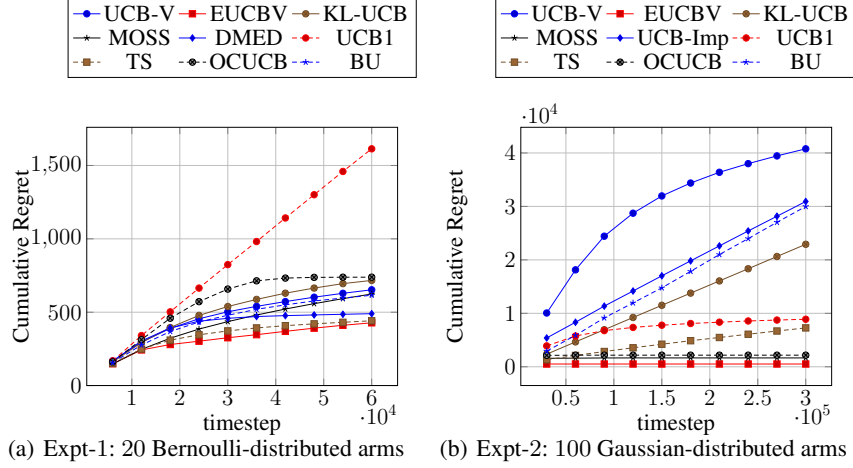 UCB-V EUCBV KL-UCB
MOSS DMED UCB1
TS OCUCB BU
Cumulative Regret
1,500
1,000
500
0
0 1 2 3 4 5 6
·10^4
timestep
(a) Expt-1: 20 Bernoulli-distributed arms
UCB-V EUCBV KL-UCB
MOSS UCB-Imp UCB1
TS OCUCB BU
·10^4
Cumulative Regret
4
3
2
1
0
0.5 1 1.5 2 2.5 3
·10^5
timestep
(b) Expt-2: 100 Gaussian-distributed arms